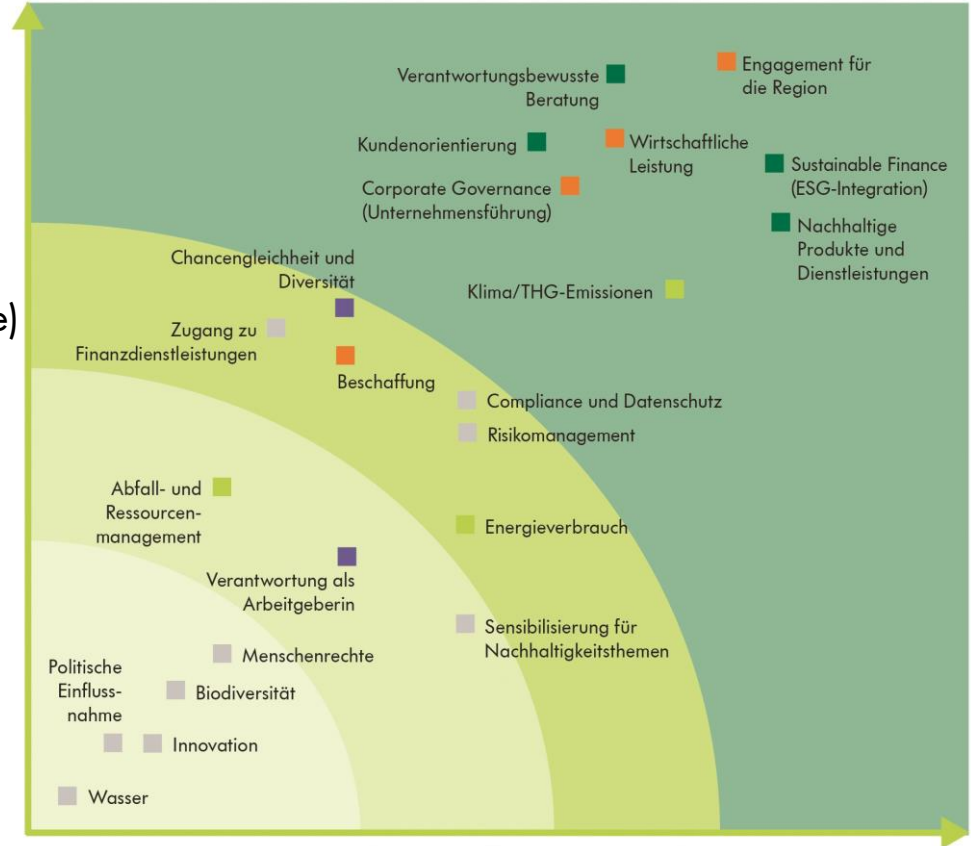 Verantwortungsbewusste
Beratung
Engagement für
die Region
Kundenorientierung
Wirtschaftliche
Leistung
Sustainable Finance
(ESG-Integration)
Corporate Governance
(Unternehmensführung)
Nachhaltige
Produkte und
Dienstleistungen
Chancengleichheit und
Diversität
Klima/THG-Emissionen
e)
Zugang zu
Finanzdienstleistungen
Beschaffung
Compliance und Datenschutz
Risikomanagement
Abfall- und
Ressourcen-
management
Energieverbrauch
Verantwortung als
Arbeitgeberin
Sensibilisierung für
Nachhaltigkeitsthemen
Menschenrechte
Politische
Einfluss-
nahme
Biodiversität
Innovation
Wasser